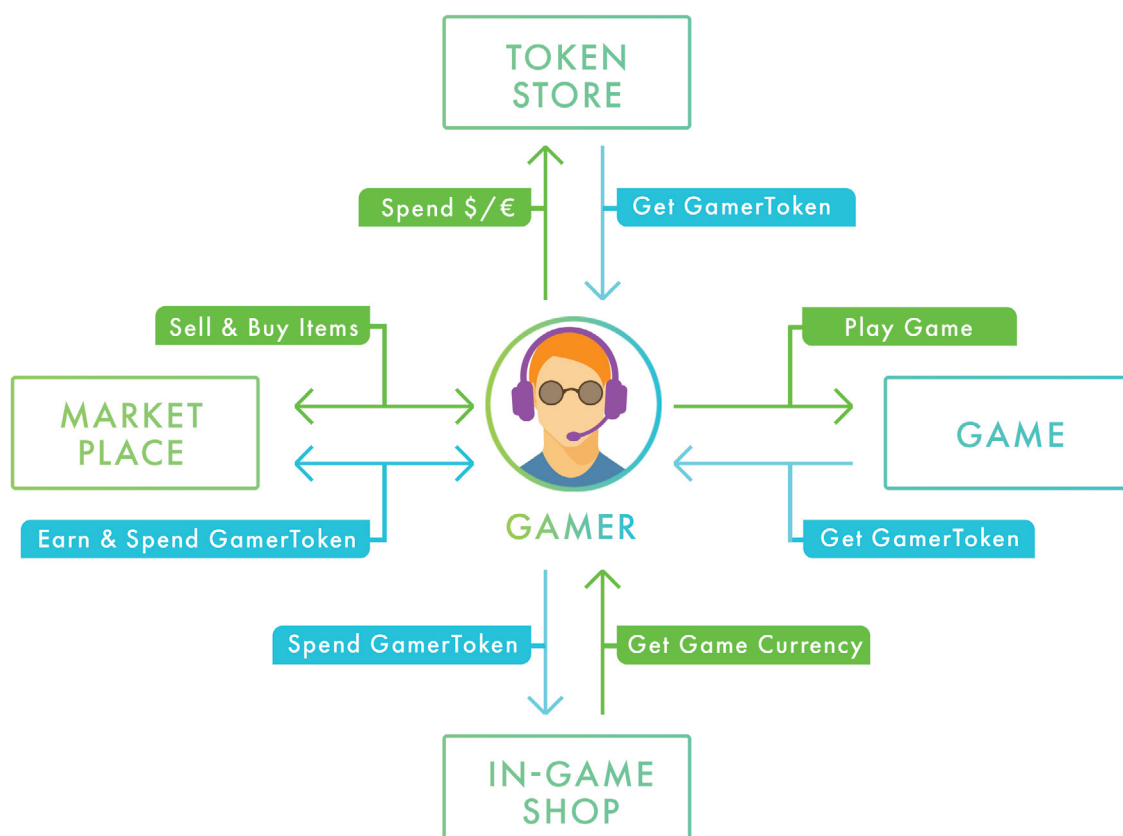 TOKEN
STORE
Spend $/€
Get GamerToken
Sell & Buy Items
Play Game
MARKET
PLACE
GAME
Earn & Spend GamerToken
GAMER
Get GamerToken
Spend GamerToken
Get Game Currency
IN-GAME
SHOP